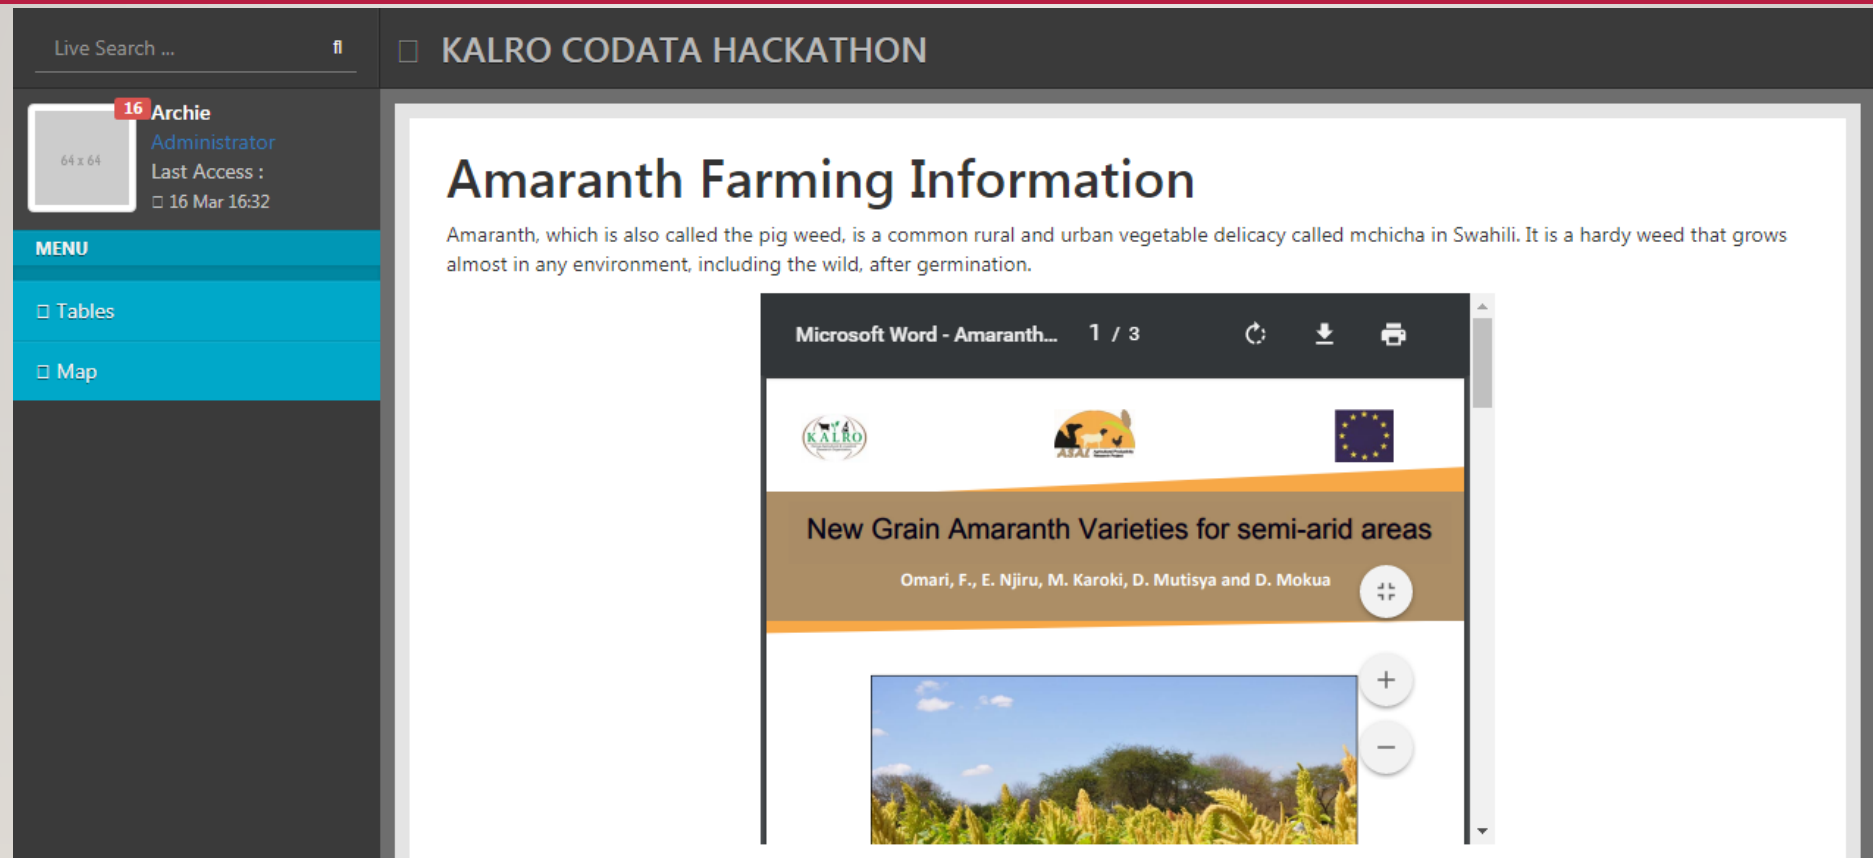 Live Search ...
KALRO CODATA HACKATHON
64 x 64
16
Archie
Administrator
Last Access :
16 Mar 16:32
MENU
Tables
Map
Amaranth Farming Information
Amaranth, which is also called the pig weed, is a common rural and urban vegetable delicacy called mchicha in Swahili. It is a hardy weed that grows
almost in any environment, including the wild, after germination.
Microsoft Word - Amaranth... 1 / 3
KALRO
ASAL
New Grain Amaranth Varieties for semi-arid areas
Omari, F., E. Njiru, M. Karoki, D. Mutisya and D. Mokua